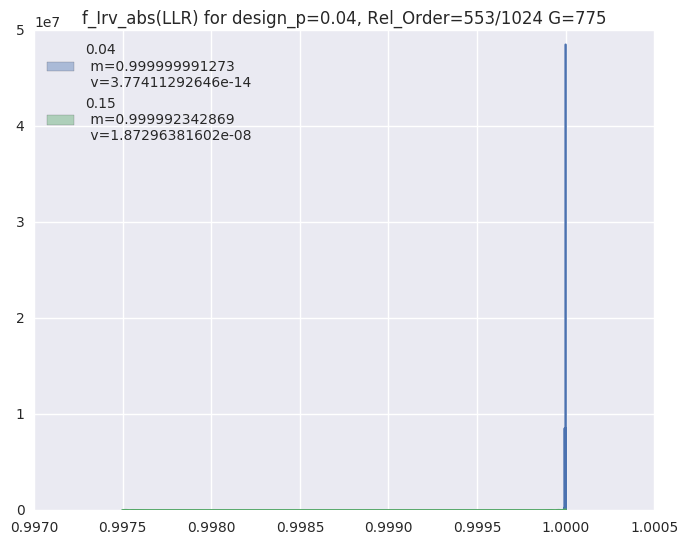 f_Irv_abs(LLR) for design_p=0.04, Rel_Order=553/1024 G=775
1e7
0.04
m=0.999999991273
v=3.77411292646e-14
0.15
m=0.999992342869
v=1.87296381602e-08
5
4
3
2
1
0
0.9970 0.9975 0.9980 0.9985 0.9990 0.9995 1.0000 1.0005